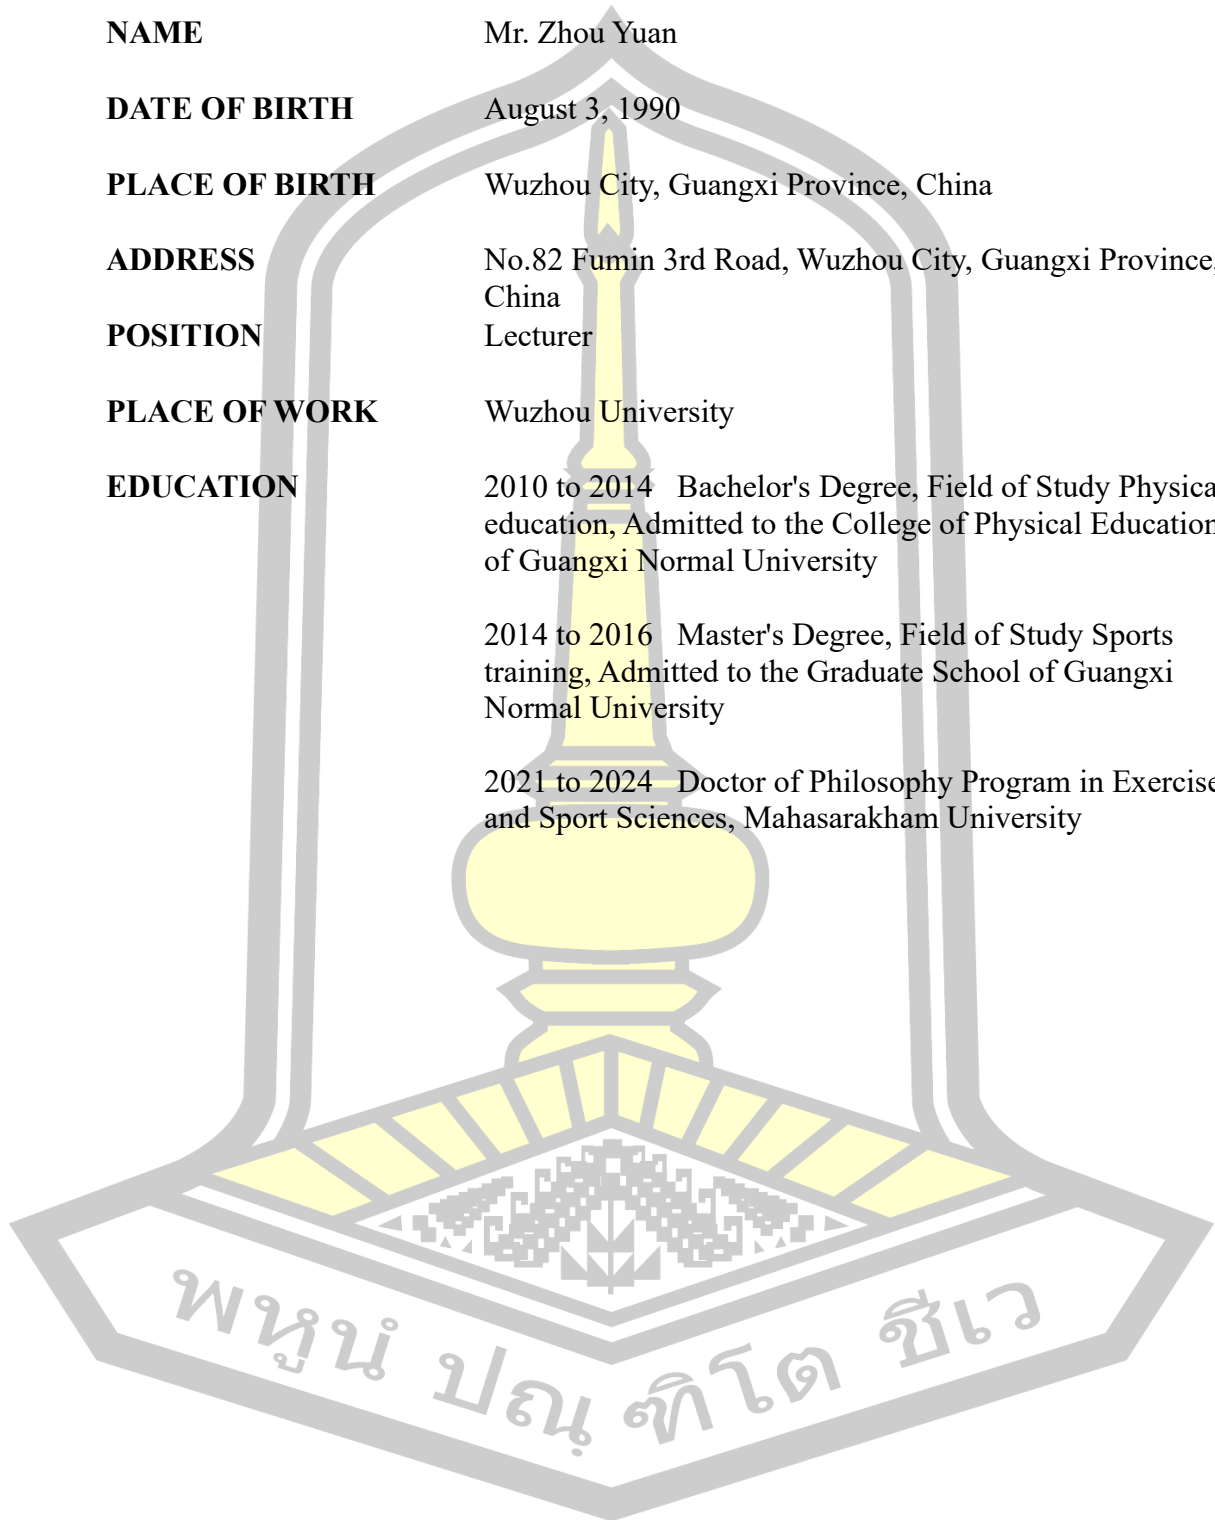 NAME Mr. Zhou Yuan
DATE OF BIRTH August 3, 1990
PLACE OF BIRTH Wuzhou City, Guangxi Province, China
ADDRESS No.82 Fumin 3rd Road, Wuzhou City, Guangxi Province,
China
POSITION Lecturer
PLACE OF WORK Wuzhou University
EDUCATION 2010 to 2014 Bachelor's Degree, Field of Study Physica
education, Admitted to the College of Physical Education
of Guangxi Normal University
2014 to 2016 Master's Degree, Field of Study Sports
training, Admitted to the Graduate School of Guangxi
Normal University
2021 to 2024 Doctor of Philosophy Program in Exercise
and Sport Sciences, Mahasarakham University
พหูนํ ปณฺ ฑิโต ชีเว